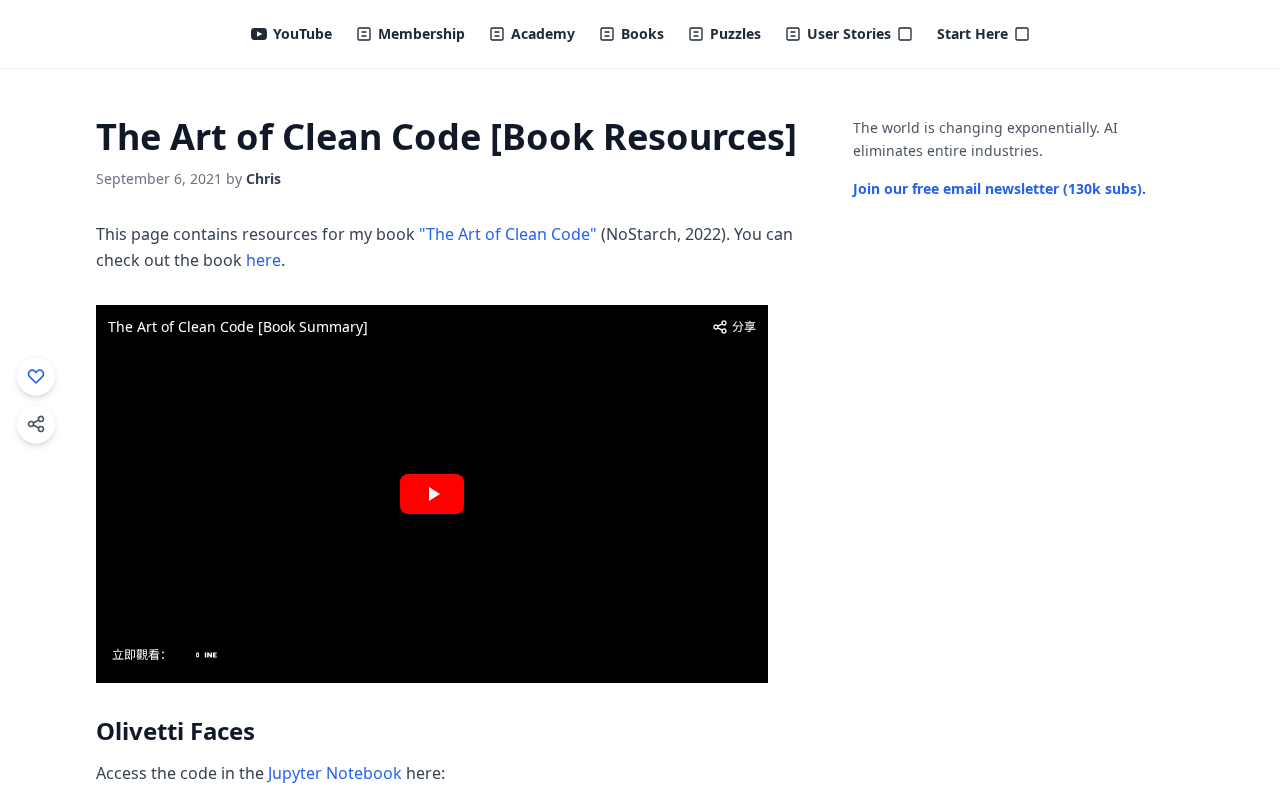 YouTube Membership Academy Books Puzzles User Stories Start Here
The Art of Clean Code [Book Resources]
September 6, 2021 by Chris
This page contains resources for my book "The Art of Clean Code" (NoStarch, 2022). You can
check out the book here.
The Art of Clean Code [Book Summary]
分享
立即觀看：
Olivetti Faces
Access the code in the Jupyter Notebook here:
The world is changing exponentially. AI
eliminates entire industries.
Join our free email newsletter (130k subs).